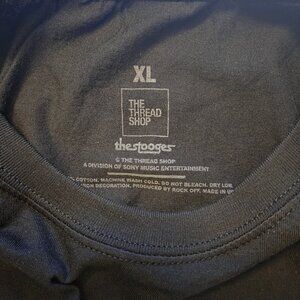 XL
THE
THREAD
SHOP
thestooges
© THE THREAD SHOP
A DIVISION OF SONY MUSIC ENTERTAINMENT
COTTON. MACHINE WASH COLD. DO NOT BLEACH. DRY LOW.
DECORATION. PRODUCED BY ROCK OFF. MADE IN